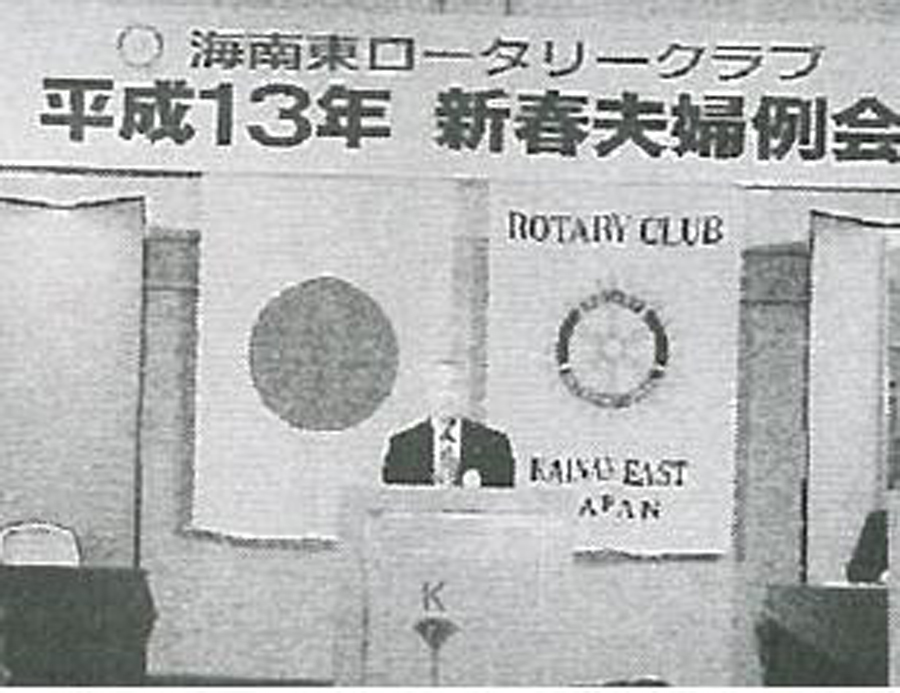 海南東ロータリークラブ
平成13年 新春夫婦例会
ROTARY CLUB
KAINAN EAST
JAPAN
K